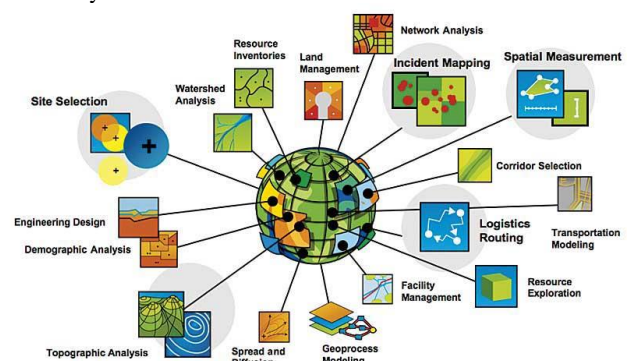 Network Analysis
Resource
Inventories
Land
Management
Incident Mapping
Spatial Measurement
Watershed
Analysis
Site Selection
Corridor Selection
Engineering Design
Demographic Analysis
Logistics
Routing
Transportation
Modeling
Facility
Management
Resource
Exploration
Topographic Analysis
Spread and
Geoprocess
Modeling